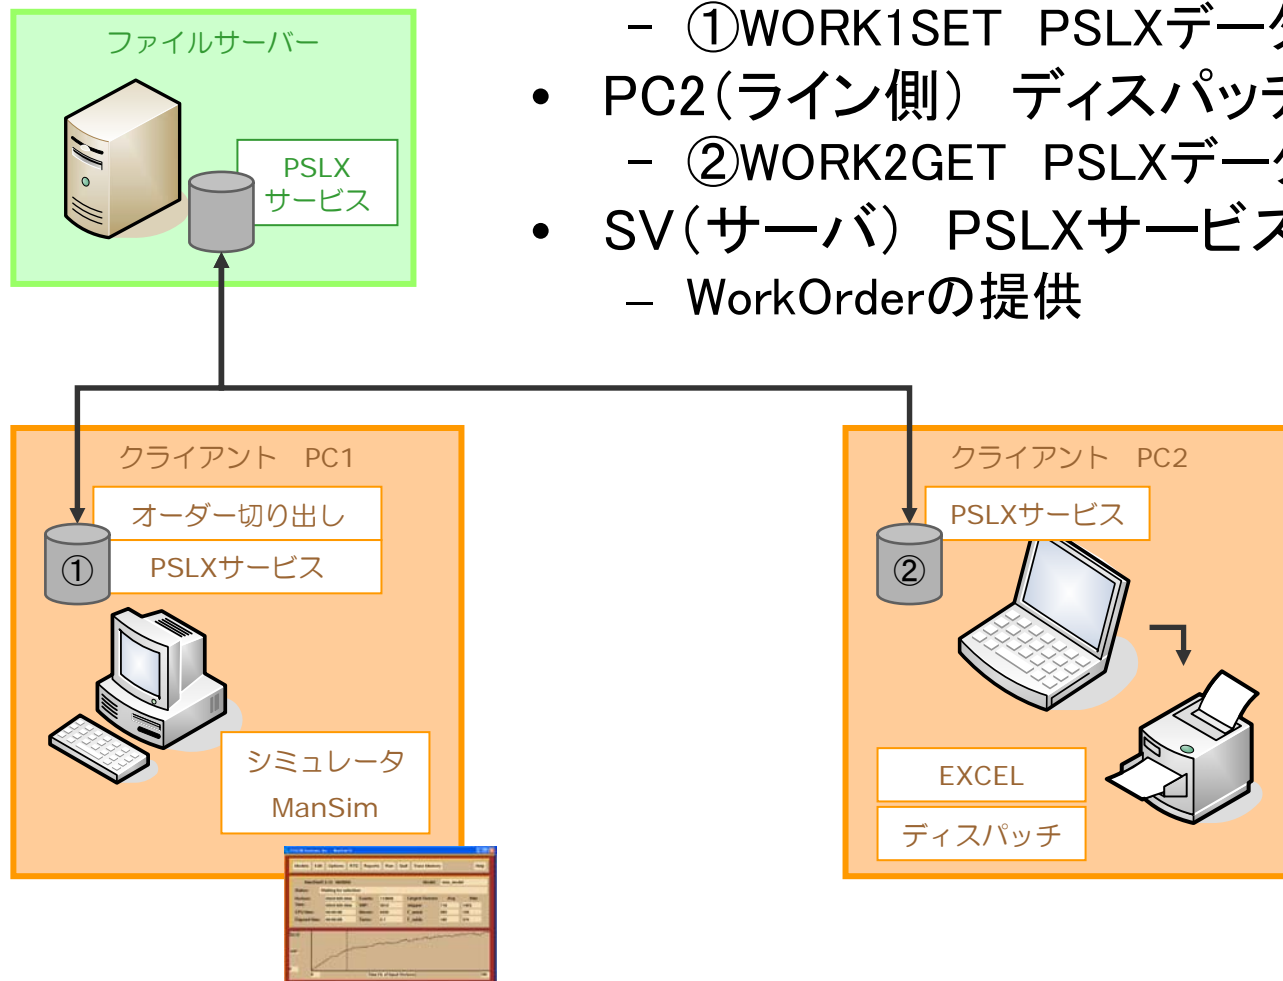 ファイルサーバー
PSLX
サービス
– ①WORK1SET PSLXデー
• PC2(ライン側) ディスパッ
– ②WORK2GET PSLXデー
• SV(サーバ) PSLXサービス
– WorkOrderの提供
クライアント PC1
オーダー切り出し
PSLXサービス
①
シミュレータ
ManSim
クライアント PC2
PSLXサービス
②
EXCEL
ディスパッチ